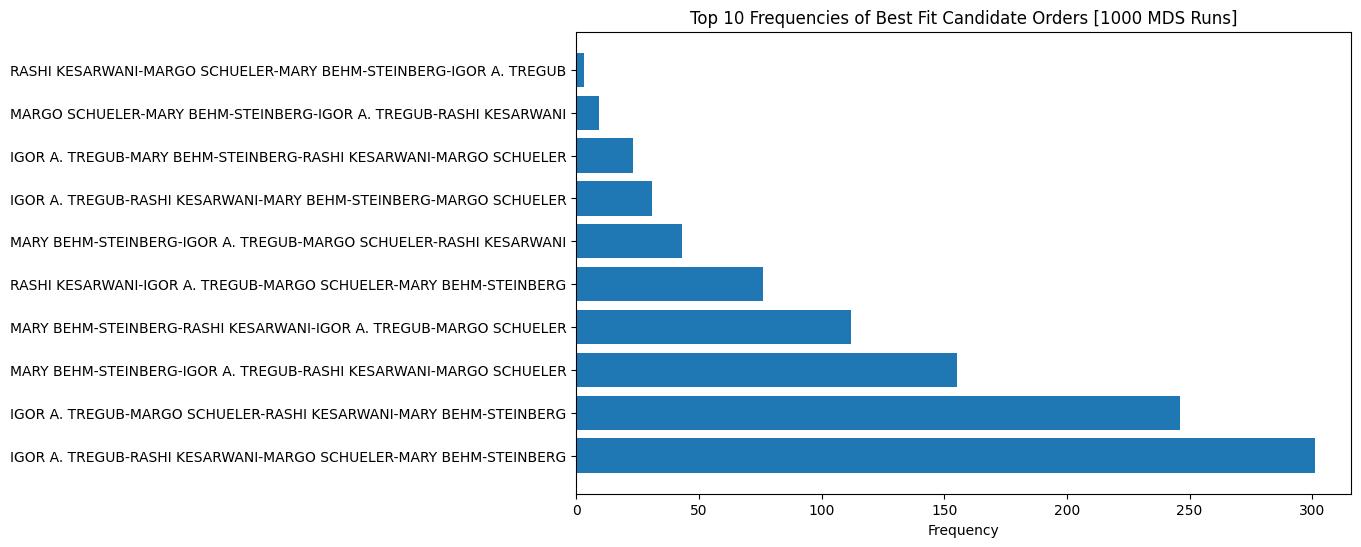 Top 10 Frequencies of Best Fit Candidate Orders [1000 MDS Runs]
RASHI KESARWANI-MARGO SCHUELER-MARY BEHM-STEINBERG-IGOR A. TREGUB
MARGO SCHUELER-MARY BEHM-STEINBERG-IGOR A. TREGUB-RASHI KESARWANI
IGOR A. TREGUB-MARY BEHM-STEINBERG-RASHI KESARWANI-MARGO SCHUELER
IGOR A. TREGUB-RASHI KESARWANI-MARY BEHM-STEINBERG-MARGO SCHUELER
MARY BEHM-STEINBERG-IGOR A. TREGUB-MARGO SCHUELER-RASHI KESARWANI
RASHI KESARWANI-IGOR A. TREGUB-MARGO SCHUELER-MARY BEHM-STEINBERG
MARY BEHM-STEINBERG-RASHI KESARWANI-IGOR A. TREGUB-MARGO SCHUELER
MARY BEHM-STEINBERG-IGOR A. TREGUB-RASHI KESARWANI-MARGO SCHUELER
IGOR A. TREGUB-MARGO SCHUELER-RASHI KESARWANI-MARY BEHM-STEINBERG
IGOR A. TREGUB-RASHI KESARWANI-MARGO SCHUELER-MARY BEHM-STEINBERG
0 50 100 150 200 250 300
Frequency